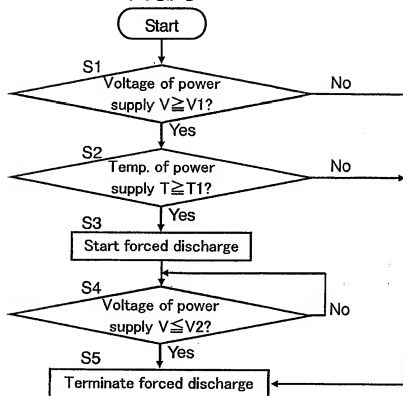 Start
S1
Voltage of power
supply V≧V1?
No
Yes
S2
Temp. of power
supply T≧T1?
No
Yes
S3
Start forced discharge
S4
Voltage of power
supply V≦V2?
No
Yes
S5
Terminate forced discharge